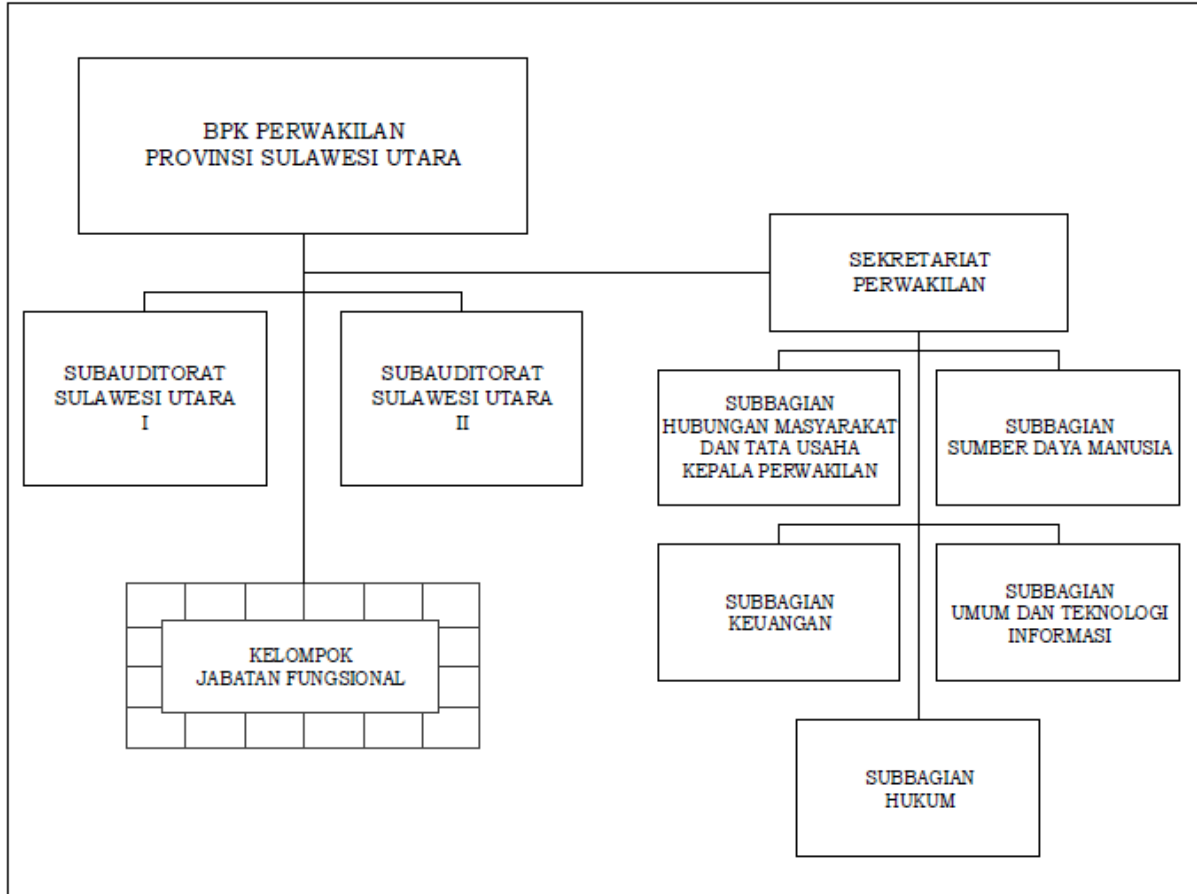 BPK PERWAKILAN
PROVINSI SULAWESI UTARA
SEKRETARIAT
PERWAKILAN
SUBAUDITORAT
SULAWESI UTARA
I
SUBAUDITORAT
SULAWESI UTARA
II
SUBBAGIAN
HUBUNGAN MASYARAKAT
DAN TATA USAHA
KEPALA PERWAKILAN
SUBBAGIAN
SUMBER DAYA MANUSIA
SUBBAGIAN
KEUANGAN
SUBBAGIAN
UMUM DAN TEKNOLOGI
INFORMASI
KELOMPOK
JABATAN FUNGSIONAL
SUBBAGIAN
HUKUM